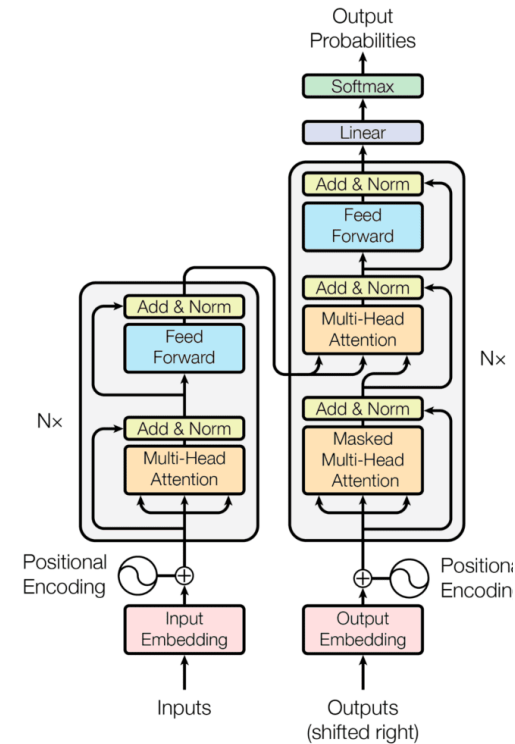 Output
Probabilities
Softmax
Linear
Add & Norm
Feed
Forward
Add & Norm
Multi-Head
Attention
Add & Norm
Masked
Multi-Head
Attention
N×
Positional
Encoding
Output
Embedding
Outputs
(shifted right)
Add & Norm
Feed
Forward
Add & Norm
Multi-Head
Attention
N×
Positional
Encoding
Input
Embedding
Inputs